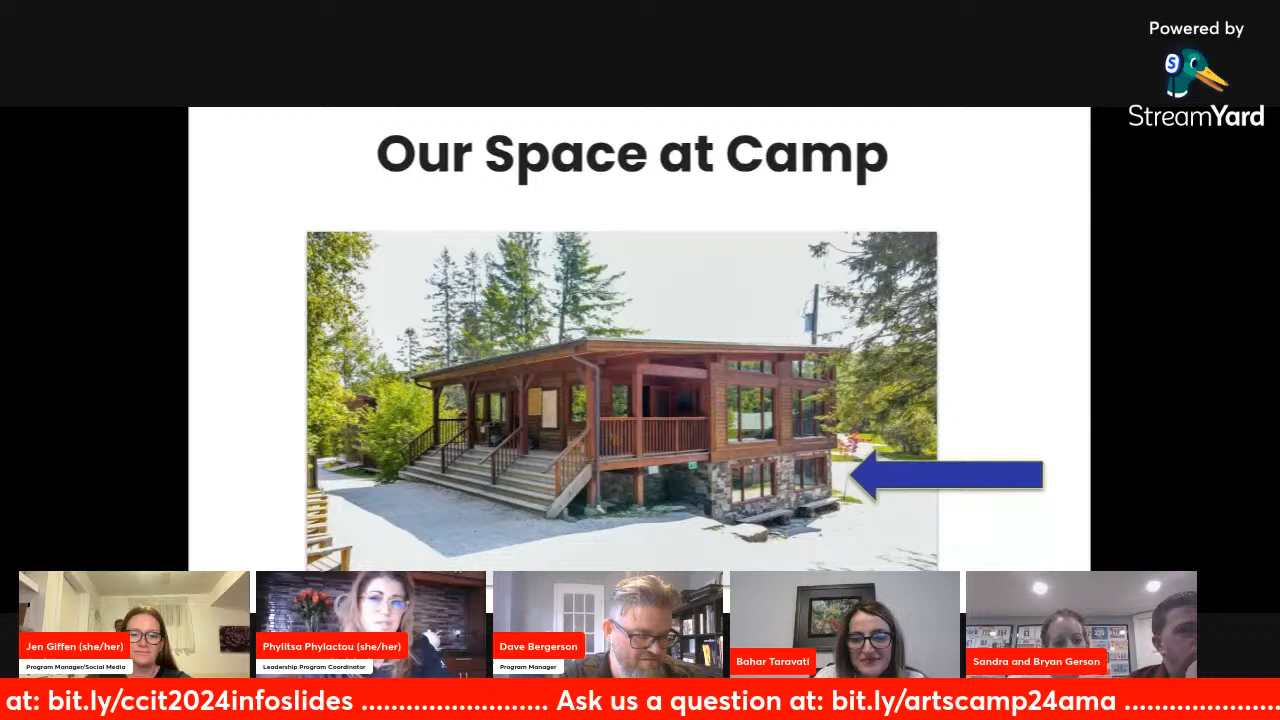 Powered by
StreamYard
Our Space at Camp
Jen Giffen (she/her)
Program Manager/Social Media
Phylitsa Phylactou (she/her)
Leadership Program Coordinator
Dave Bergerson
Program Manager
Bahar Taravati
Sandra and Bryan Gerson
at: bit.ly/ccit2024infoslides ......................... Ask us a question at: bit.ly/artscamp24ama .....................